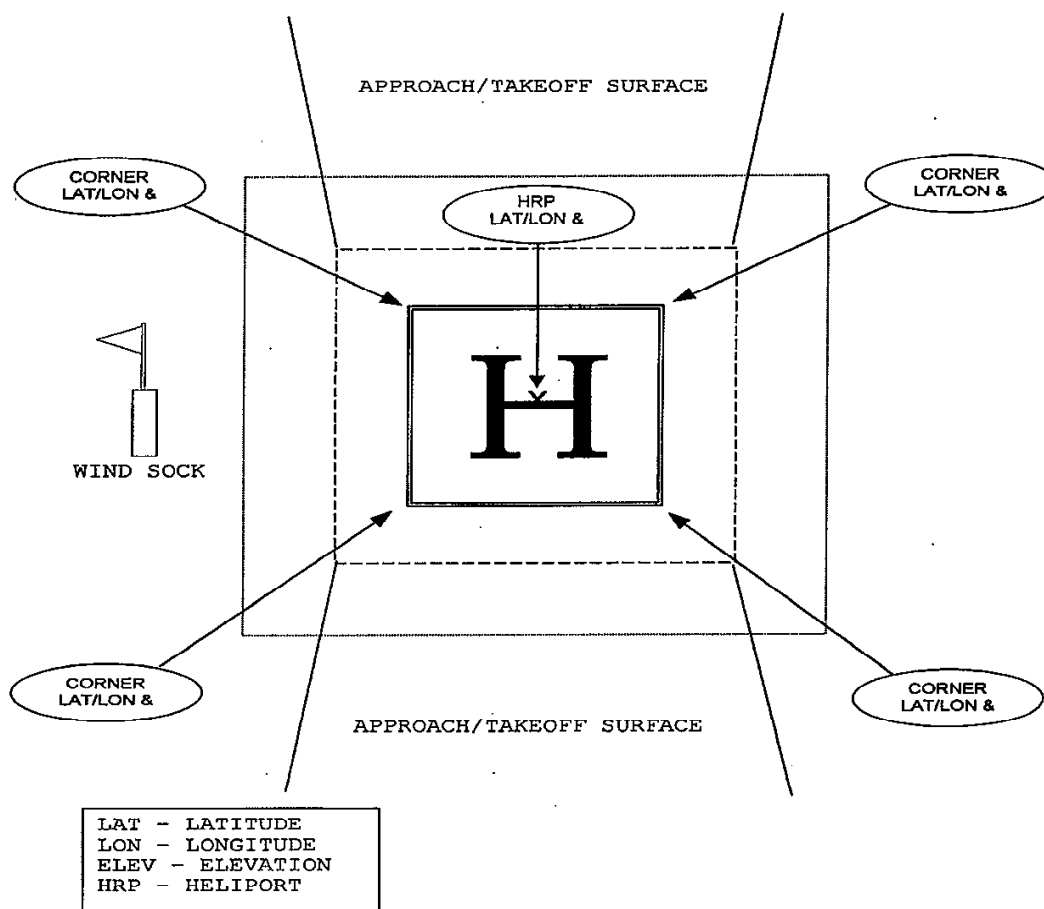 APPROACH/TAKEOFF SURFACE
CORNER
LAT/LON &
HRP
LAT/LON &
CORNER
LAT/LON &
H
WIND SOCK
CORNER
LAT/LON &
CORNER
LAT/LON &
APPROACH/TAKEOFF SURFACE
LAT - LATITUDE
LON - LONGITUDE
ELEV - ELEVATION
HRP - HELIPORT